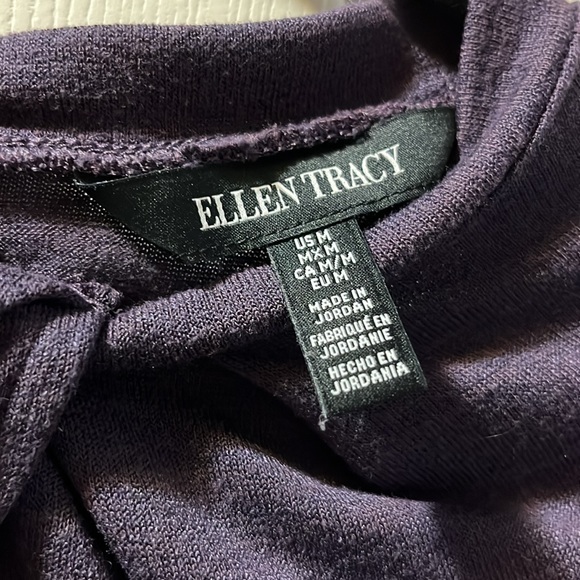 ELLEN TRACY
US M
MX M
CA M/M
EU M
MADE IN
JORDAN
FABRIQUÉ EN
JORDANIE
HECHO EN
JORDANIA